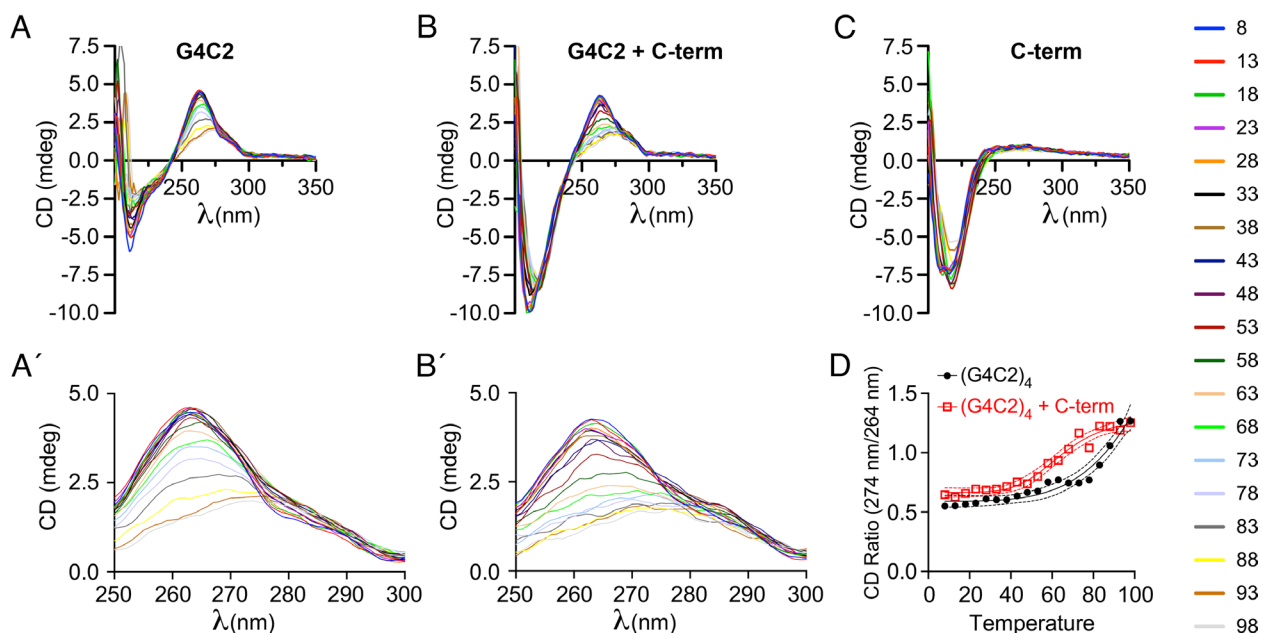 A
G4C2
7.5
5.0
2.5
0.0
-2.5
-5.0
-7.5
-10.0
CD (mdeg)
250
300
350
λ(nm)
B
G4C2 + C-term
7.5
5.0
2.5
0.0
-2.5
-5.0
-7.5
-10.0
CD (mdeg)
250
300
350
λ(nm)
C
C-term
7.5
5.0
2.5
0.0
-2.5
-5.0
-7.5
-10.0
CD (mdeg)
250
300
350
λ(nm)
8
13
18
23
28
33
38
43
48
53
58
63
68
73
78
83
88
93
98
A´
5.0
2.5
0.0
CD (mdeg)
250 260 270 280 290 300
λ(nm)
B´
5.0
2.5
0.0
CD (mdeg)
250 260 270 280 290 300
λ(nm)
D
(G4C2)4
(G4C2)4 + C-term
1.5
1.0
0.5
0.0
CD Ratio (274 nm/264 nm)
0 20 40 60 80 100
Temperature